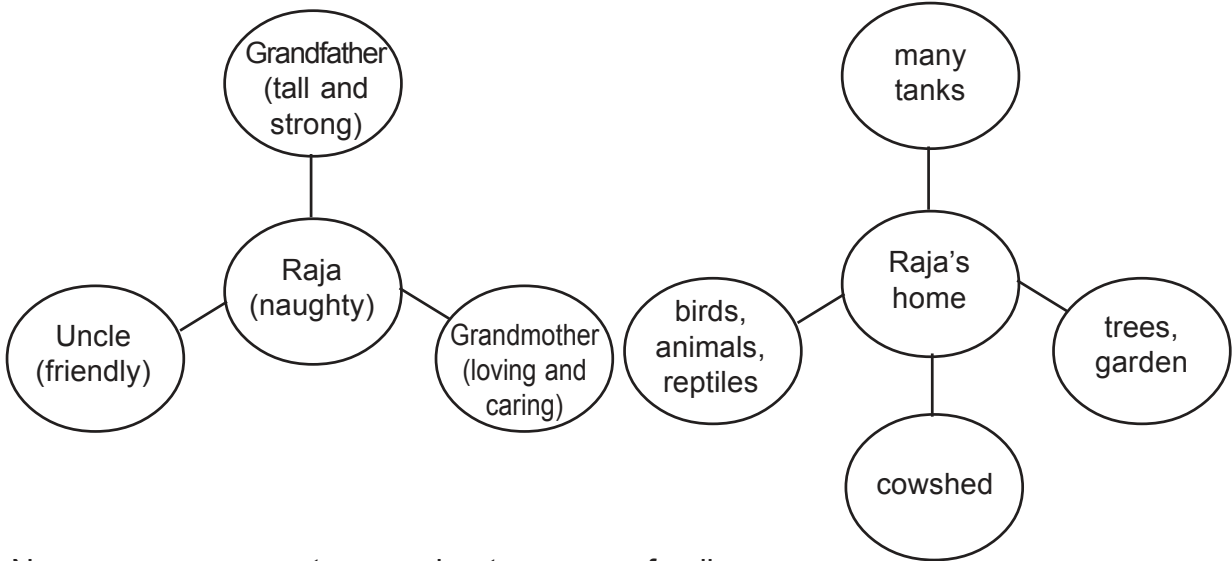 Grandfather
(tall and
strong)
Raja
(naughty)
Uncle
(friendly)
Grandmother
(loving and
caring)
many
tanks
Raja's
home
birds,
animals,
reptiles
trees,
garden
cowshed